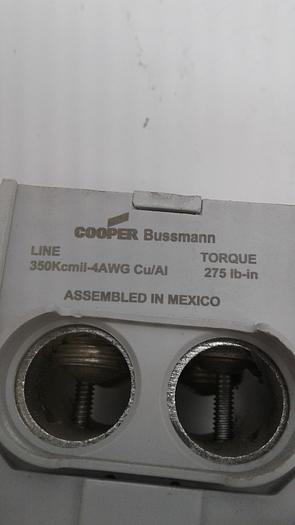 COOPER Bussmann
LINE TORQUE
350Kcmil-4AWG Cu/Al 275 lb-in
ASSEMBLED IN MEXICO